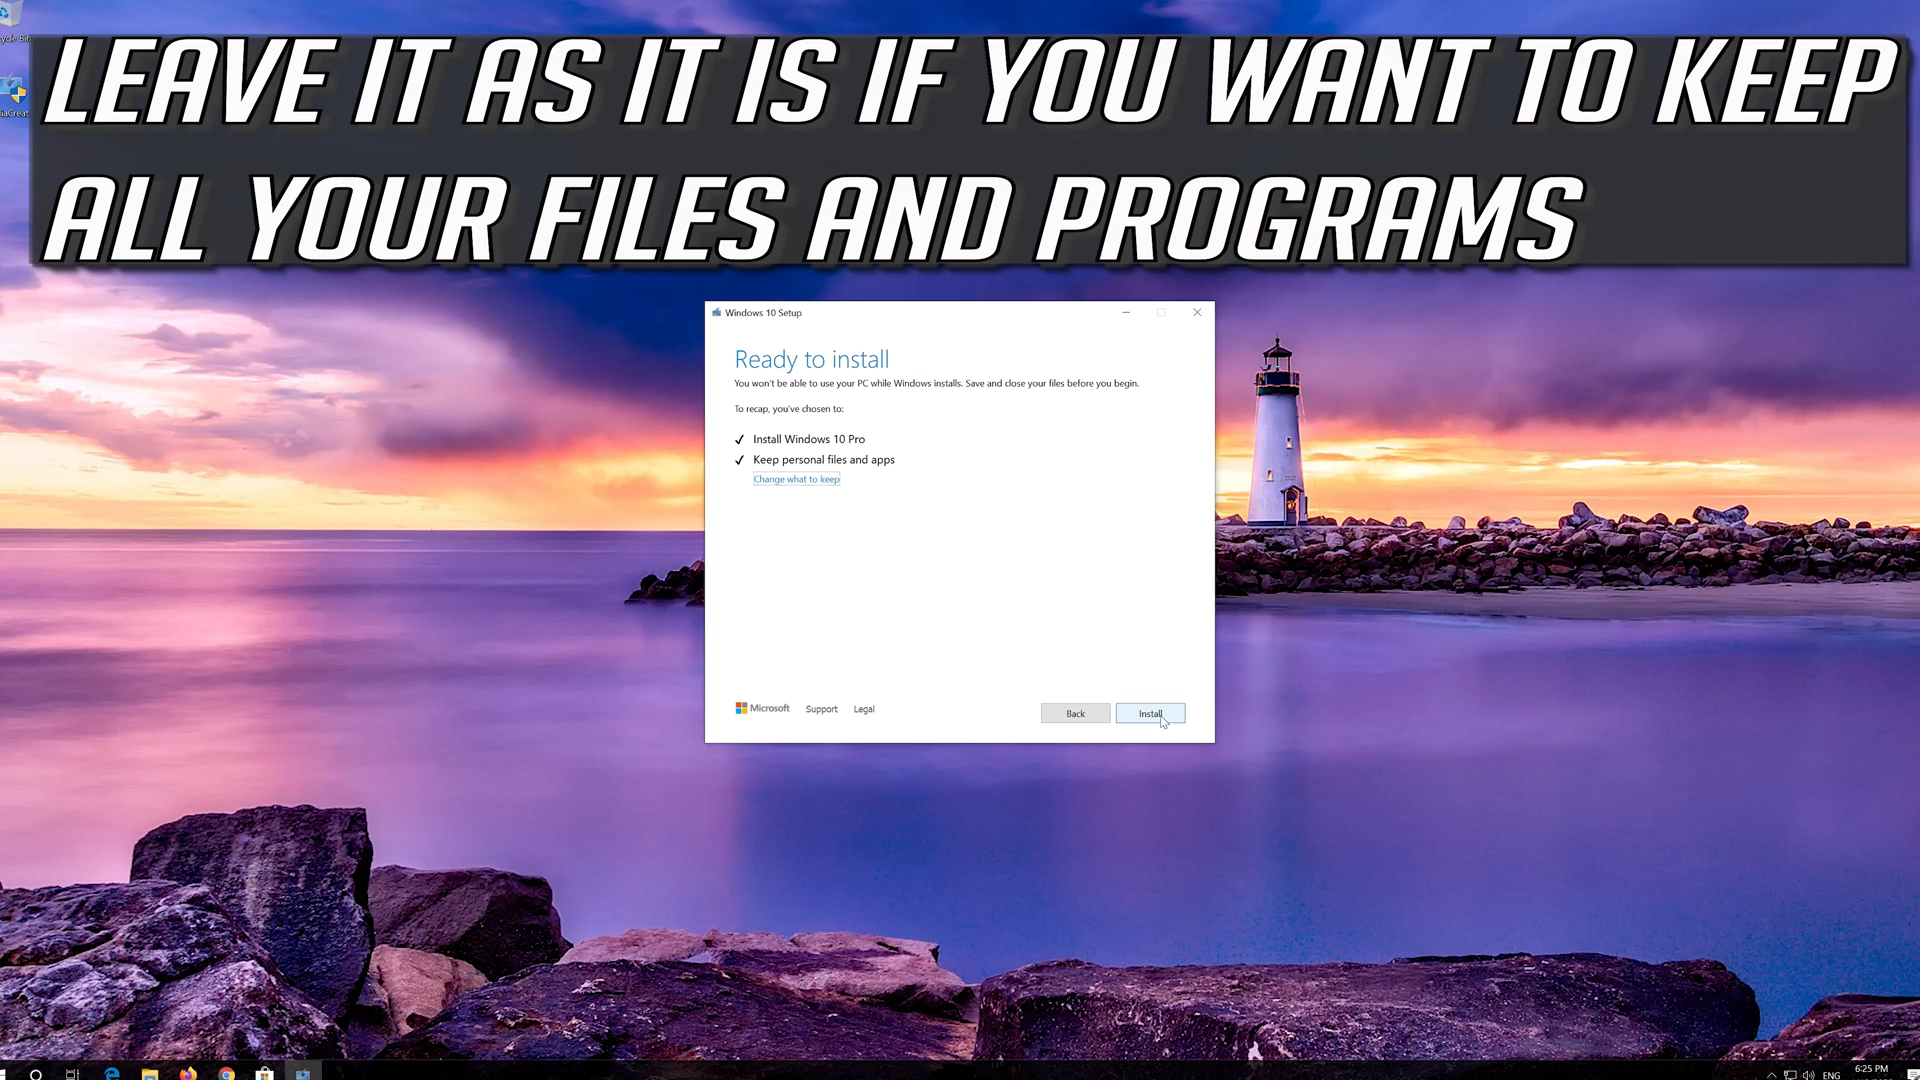 LEAVE IT AS IT IS IF YOU WANT TO KEEP
ALL YOUR FILES AND PROGRAMS
Windows 10 Setup
Ready to install
You won't be able to use your PC while Windows installs. Save and close your files before you begin.
To recap, you've chosen to:
✓ Install Windows 10 Pro
✓ Keep personal files and apps
Change what to keep
Microsoft Support Legal
Back Install
ENG
6:25 PM